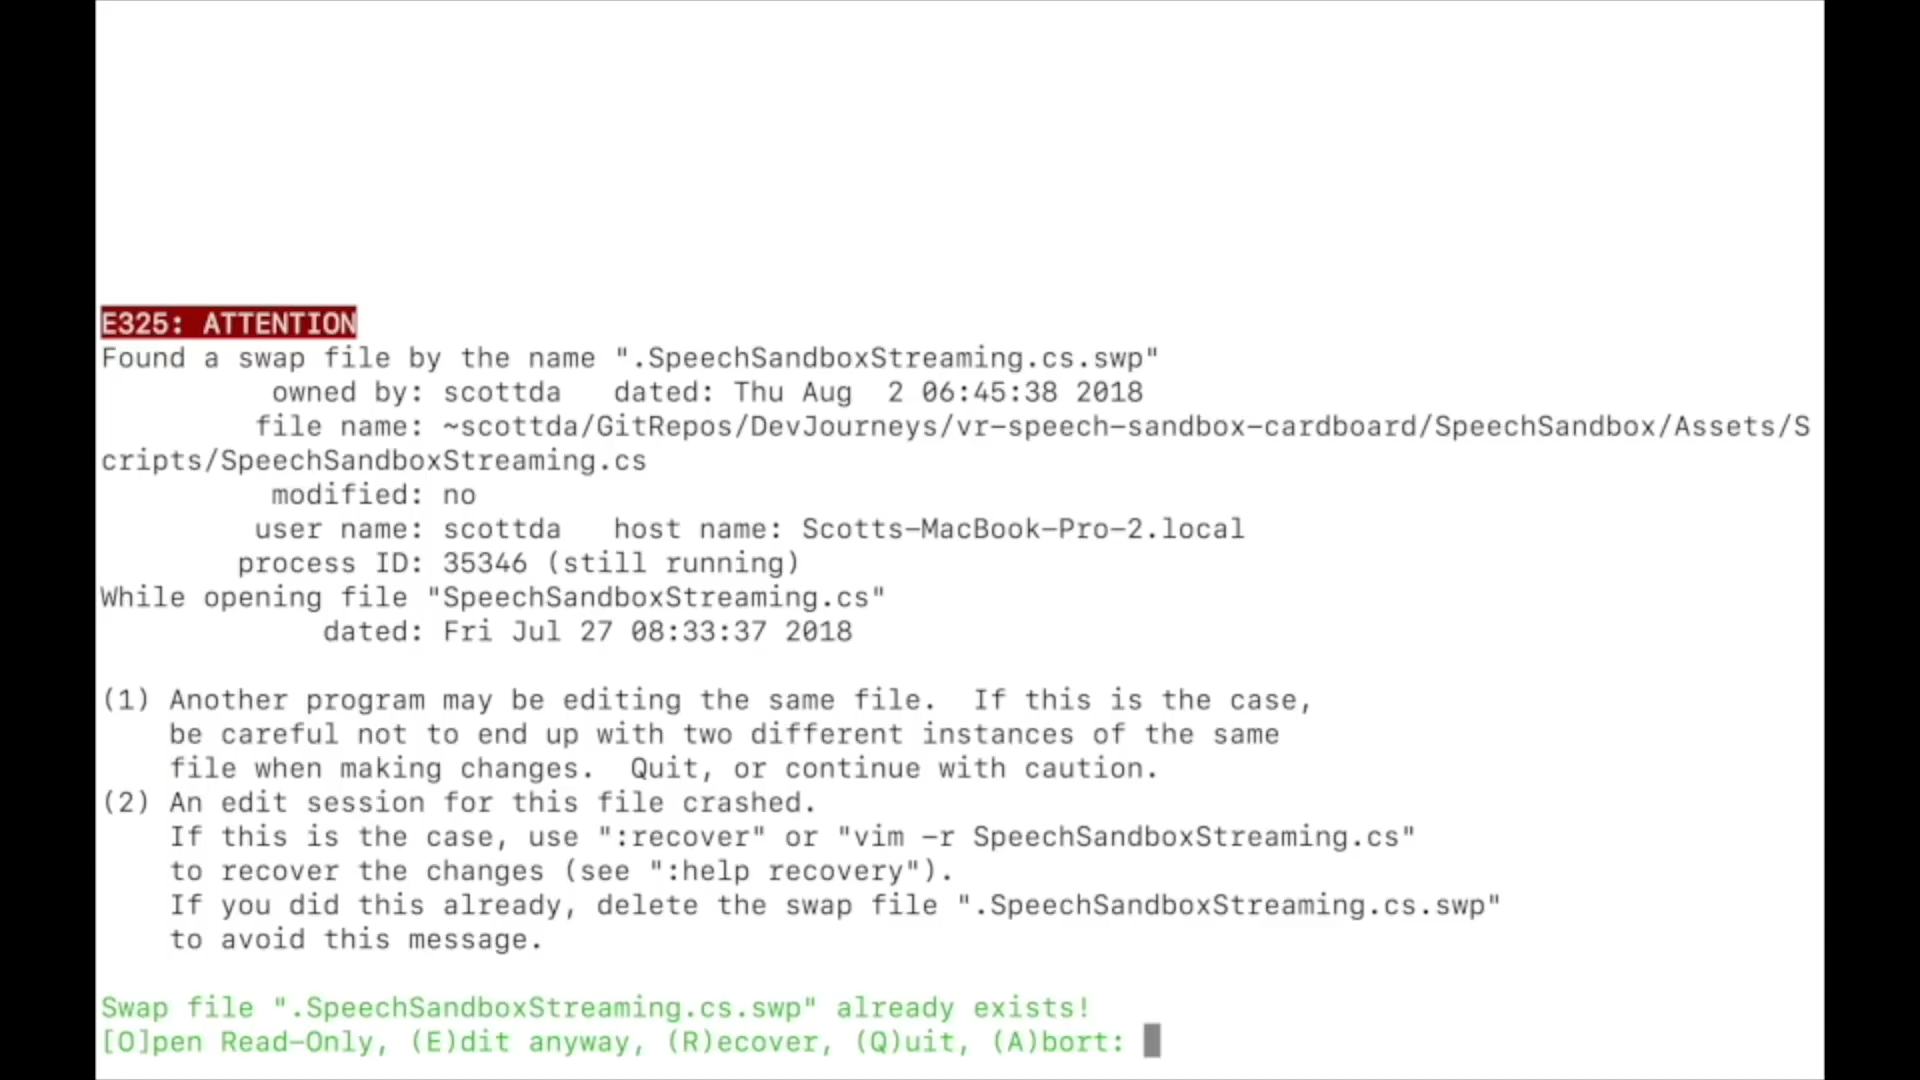 E325: ATTENTION
Found a swap file by the name ".SpeechSandboxStreaming.cs.swp"
          owned by: scottda   dated: Thu Aug  2 06:45:38 2018
         file name: ~scottda/GitRepos/DevJourneys/vr-speech-sandbox-cardboard/SpeechSandbox/Assets/S
cripts/SpeechSandboxStreaming.cs
          modified: no
         user name: scottda   host name: Scotts-MacBook-Pro-2.local
        process ID: 35346 (still running)
While opening file "SpeechSandboxStreaming.cs"
             dated: Fri Jul 27 08:33:37 2018

(1) Another program may be editing the same file.  If this is the case,
    be careful not to end up with two different instances of the same
    file when making changes.  Quit, or continue with caution.
(2) An edit session for this file crashed.
    If this is the case, use ":recover" or "vim -r SpeechSandboxStreaming.cs"
    to recover the changes (see ":help recovery").
    If you did this already, delete the swap file ".SpeechSandboxStreaming.cs.swp"
    to avoid this message.

Swap file ".SpeechSandboxStreaming.cs.swp" already exists!
[O]pen Read-Only, (E)dit anyway, (R)ecover, (Q)uit, (A)bort: